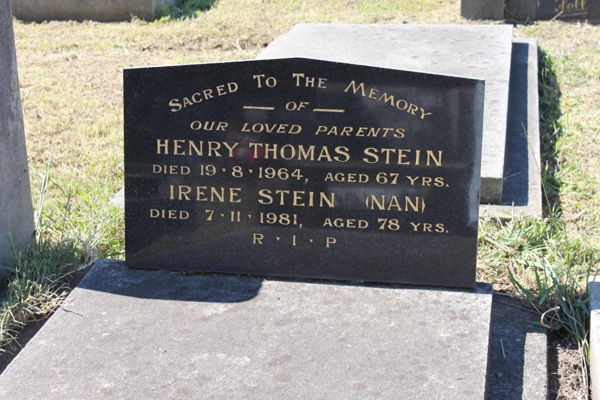 SACRED TO THE MEMORY
OF
OUR LOVED PARENTS
HENRY THOMAS STEIN
DIED 19·8·1964, AGED 67 YRS.
IRENE STEIN (NAN)
DIED 7·11·1981, AGED 78 YRS.
R·I·P